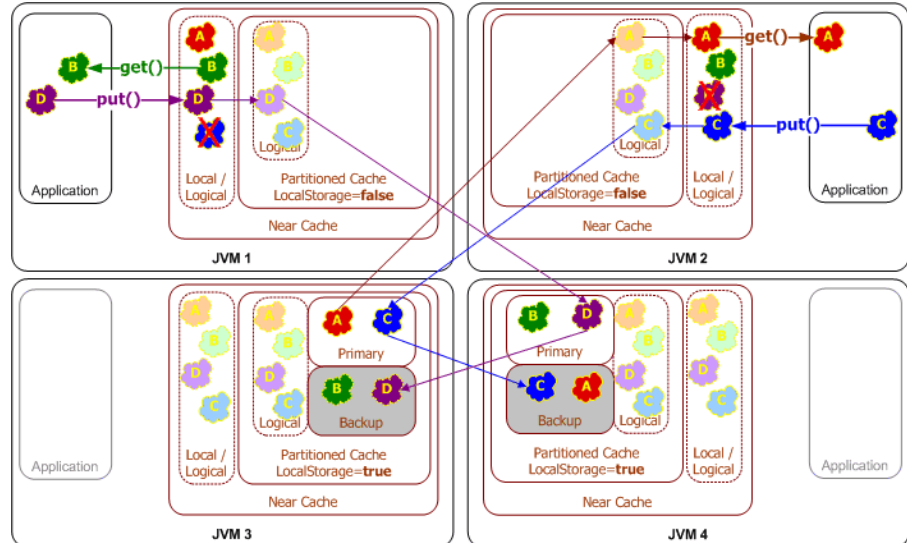 A
B
D
X
A
B
D
C
B
get()
D
put()
Application
Local /
Logical
Logical
Partitioned Cache
LocalStorage=false
Near Cache
JVM 1
A
B
D
C
A
B
D
X
C
get()
A
put()
C
Logical
Partitioned Cache
LocalStorage=false
Local /
Logical
Near Cache
Application
JVM 2
Application
A
B
D
C
Local /
Logical
A
B
D
C
Logical
A
C
Primary
B
D
Backup
Partitioned Cache
LocalStorage=true
Near Cache
JVM 3
B
D
Primary
C
A
Backup
A
B
D
C
Logical
A
B
D
C
Local /
Logical
Partitioned Cache
LocalStorage=true
Near Cache
Application
JVM 4